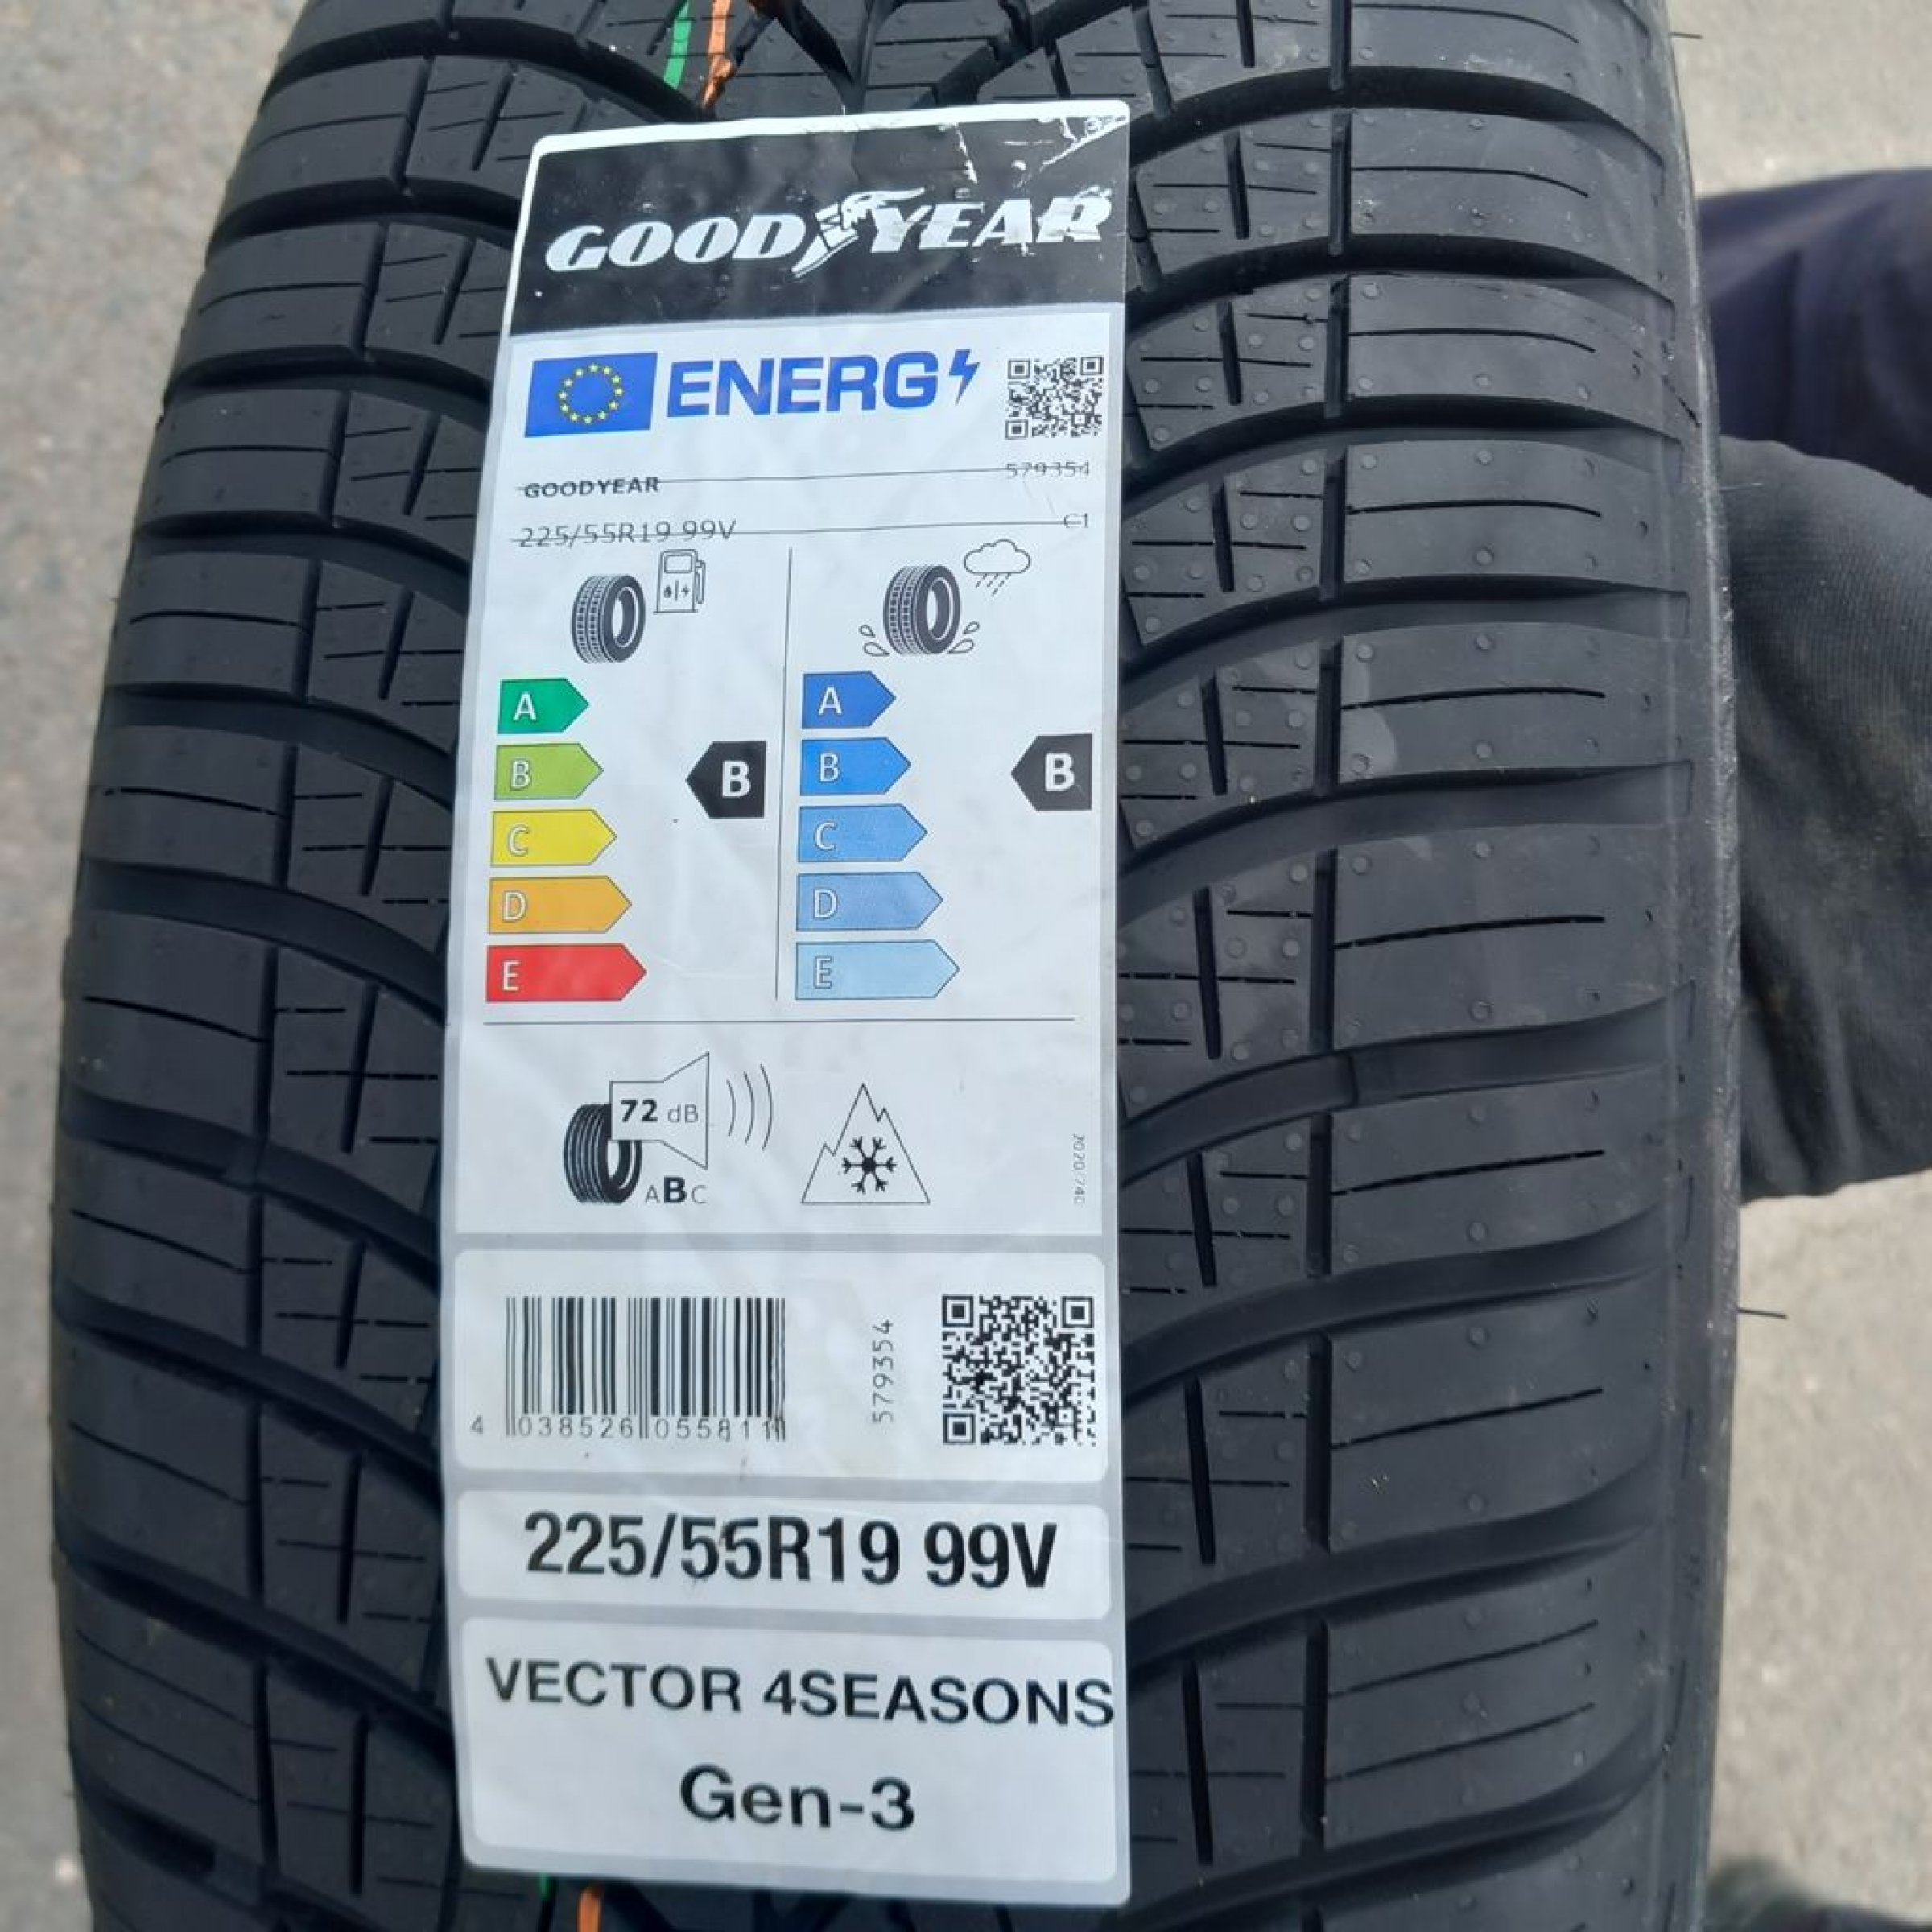 GOODYEAR
ENERG
GOODYEAR 579354
225/55R19 99V C1
A A
B B B B
C C
D D
E E
72 dB
ABC
2020/740
4 038526 055811
579354
225/55R19 99V
VECTOR 4SEASONS
Gen-3